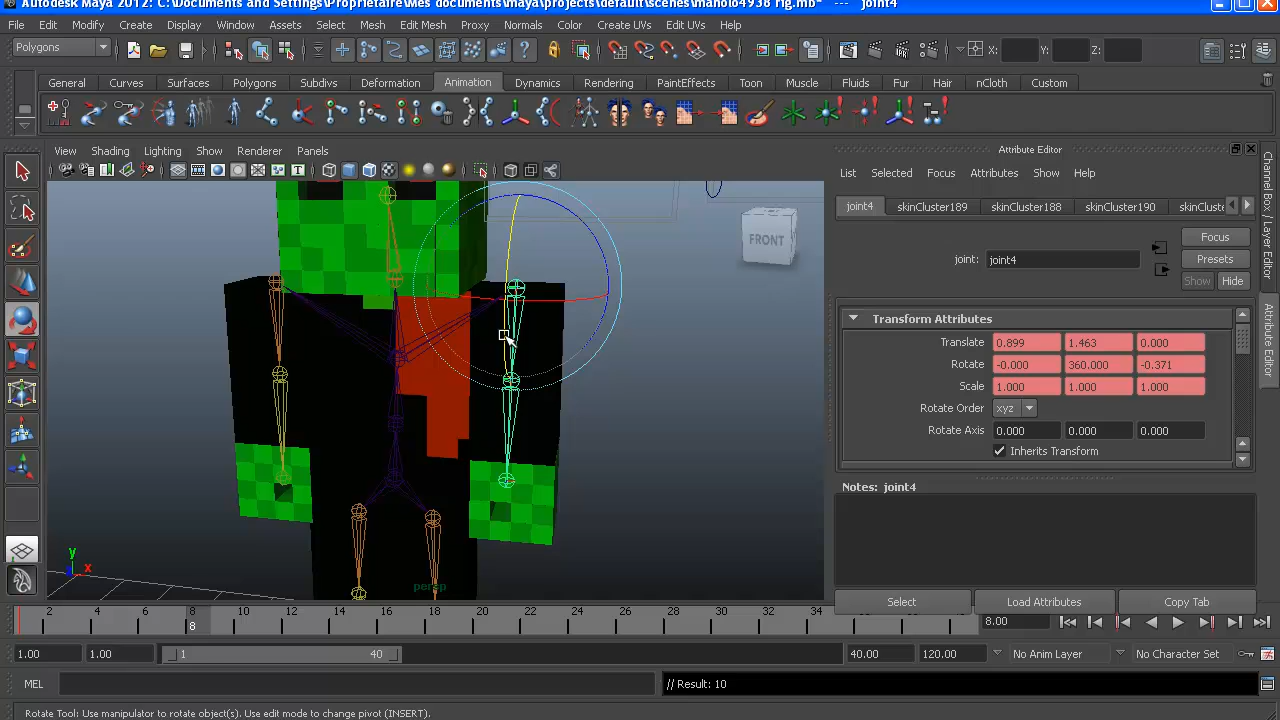 Autodesk Maya 2012: C:\Documents and Settings\Proprietaire\Mes documents\maya\projects\default\scenes\manolo4938 rig.mb* --- joint4
File Edit Modify Create Display Window Assets Select Mesh Edit Mesh Proxy Normals Color Create UVs Edit UVs Help
Polygons X: Y: Z:
General Curves Surfaces Polygons Subdivs Deformation Animation Dynamics Rendering PaintEffects Toon Muscle Fluids Fur Hair nCloth Custom
View Shading Lighting Show Renderer Panels
Attribute Editor
List Selected Focus Attributes Show Help
joint4 skinCluster189 skinCluster188 skinCluster190 skinCluste
Focus
joint: joint4 Presets
Show Hide
FRONT
Transform Attributes
Translate 0.899 1.463 0.000
Rotate -0.000 360.000 -0.371
Scale 1.000 1.000 1.000
Rotate Order xyz
Rotate Axis 0.000 0.000 0.000
Inherits Transform
Notes: joint4
Channel Box / Layer Editor
Attribute Editor
y
x
persp
Select Load Attributes Copy Tab
2 4 6 8 10 12 14 16 18 20 22 24 26 28 30 32 34
8
8.00
1.00 1.00 1 40 40.00 120.00 No Anim Layer No Character Set
MEL // Result: 10
Rotate Tool: Use manipulator to rotate object(s). Use edit mode to change pivot (INSERT).